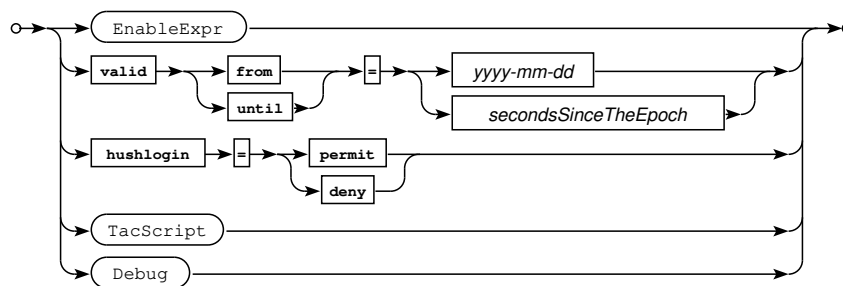 EnableExpr
valid from = yyyy-mm-dd
until secondsSinceTheEpoch
hushlogin = permit
deny
TacScript
Debug